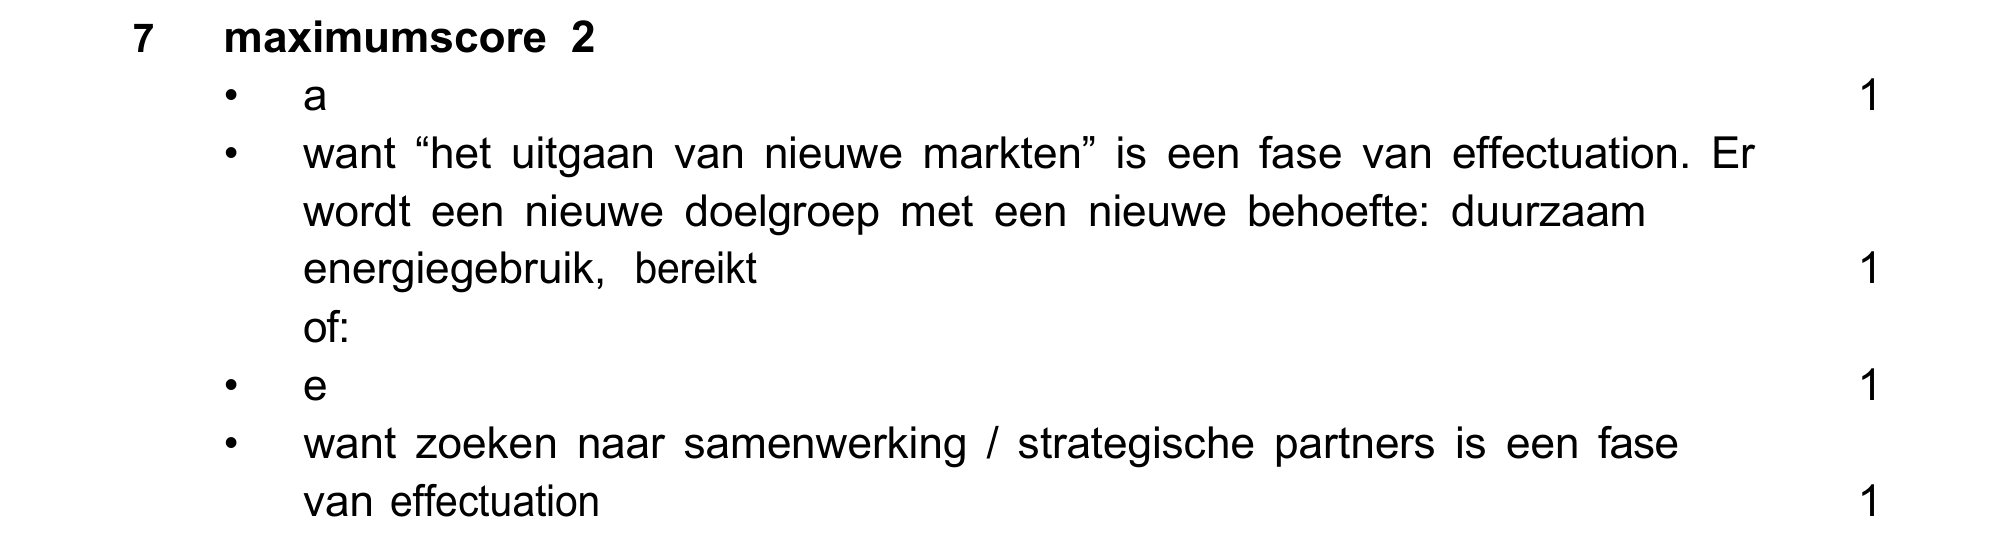 7 maximumscore 2
• a 1
• want “het uitgaan van nieuwe markten” is een fase van effectuation. Er
wordt een nieuwe doelgroep met een nieuwe behoefte: duurzaam
energiegebruik, bereikt 1
of:
• e 1
• want zoeken naar samenwerking / strategische partners is een fase
van effectuation 1